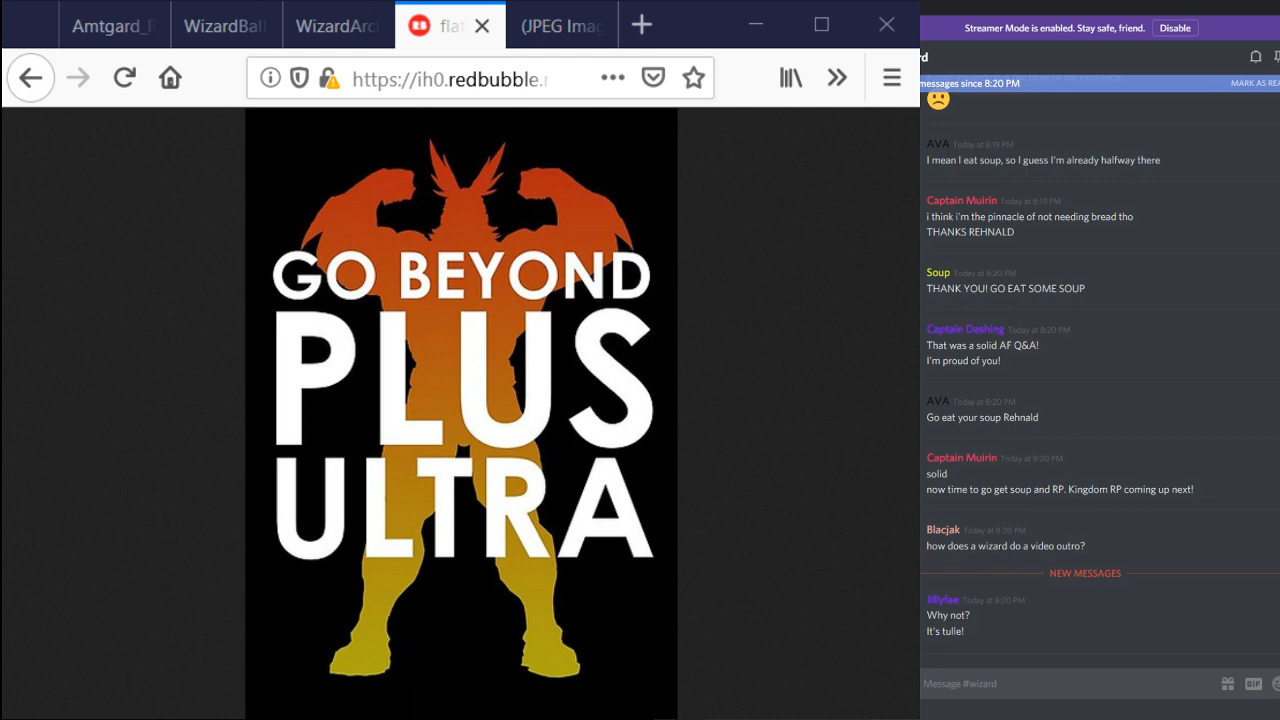 Amtgard_R
WizardBall
WizardArc
flat
(JPEG Imag
https://ih0.redbubble.r
GO BEYOND
PLUS
ULTRA
Streamer Mode is enabled. Stay safe, friend.
Disable
rd
messages since 8:20 PM
MARK AS REA
AVA Today at 8:19 PM
I mean I eat soup, so I guess I'm already halfway there
Captain Muirin Today at 8:19 PM
i think i'm the pinnacle of not needing bread tho
THANKS REHNALD
Soup Today at 8:20 PM
THANK YOU! GO EAT SOME SOUP
Captain Dashing Today at 8:20 PM
That was a solid AF Q&A!
I'm proud of you!
AVA Today at 8:20 PM
Go eat your soup Rehnald
Captain Muirin Today at 8:20 PM
solid
now time to go get soup and RP. Kingdom RP coming up next!
Blacjak Today at 8:20 PM
how does a wizard do a video outro?
NEW MESSAGES
Jillyfae Today at 8:20 PM
Why not?
It's tulle!
Message #wizard
GIF